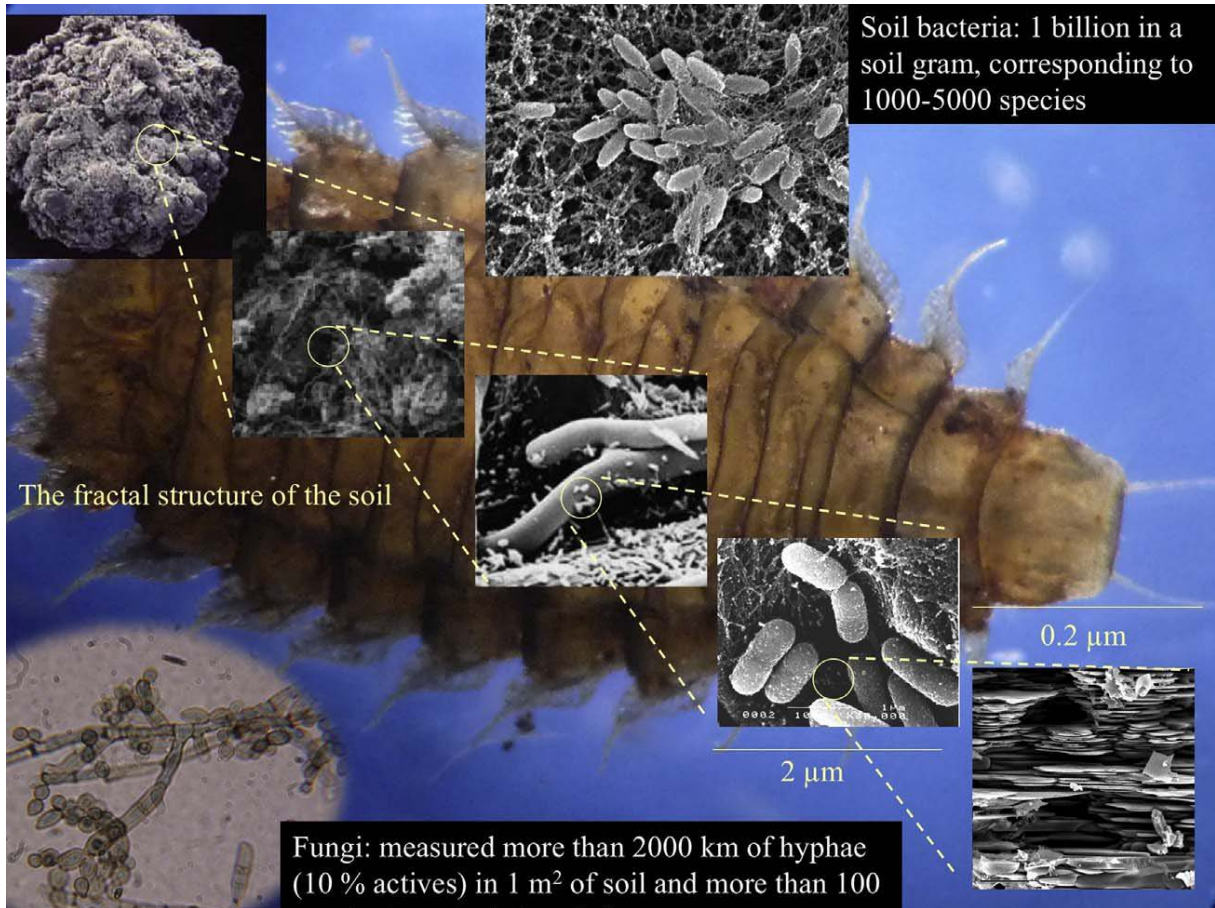 Soil bacteria: 1 billion in a
soil gram, corresponding to
1000-5000 species
The fractal structure of the soil
0.2 µm
1µm
0002
2 µm
Fungi: measured more than 2000 km of hyphae
(10 % actives) in 1 m² of soil and more than 100